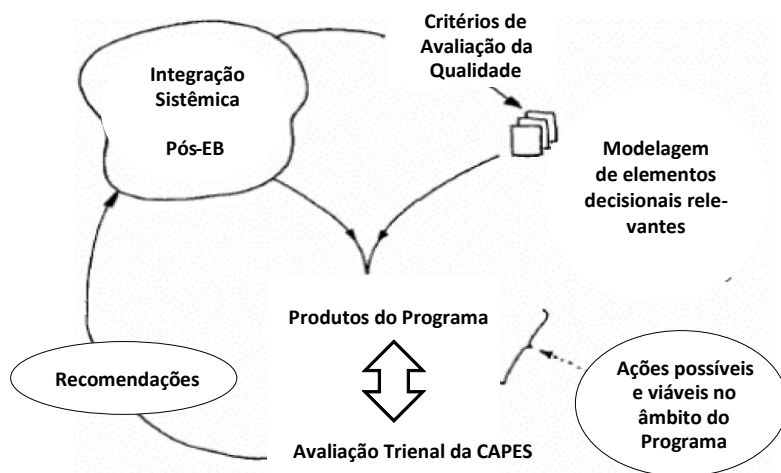 Critérios de
Avaliação da
Qualidade
Integração
Sistêmica
Pós-EB
Modelagem
de elementos
decisionais rele-
vantes
Produtos do Programa
Recomendações
Ações possíveis
e viáveis no
âmbito do
Programa
Avaliação Trienal da CAPES